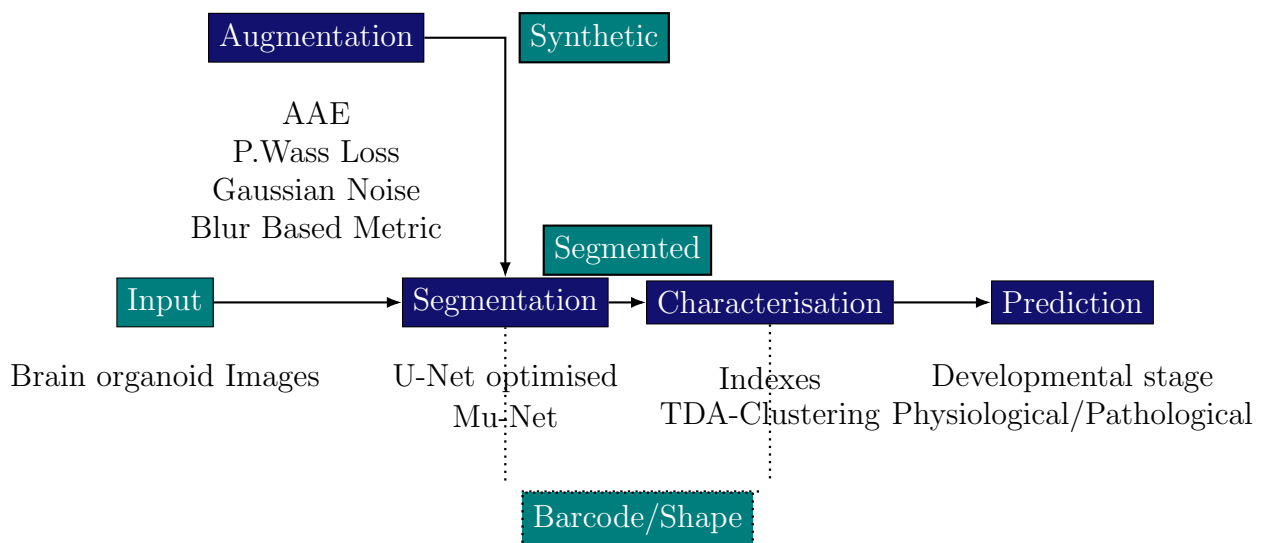 Augmentation
Synthetic
AAE
P.Wass Loss
Gaussian Noise
Blur Based Metric
Segmented
Input
Segmentation
Characterisation
Prediction
Brain organoid Images
U-Net optimised
Mu-Net
Indexes
TDA-Clustering
Developmental stage
Physiological/Pathological
Barcode/Shape